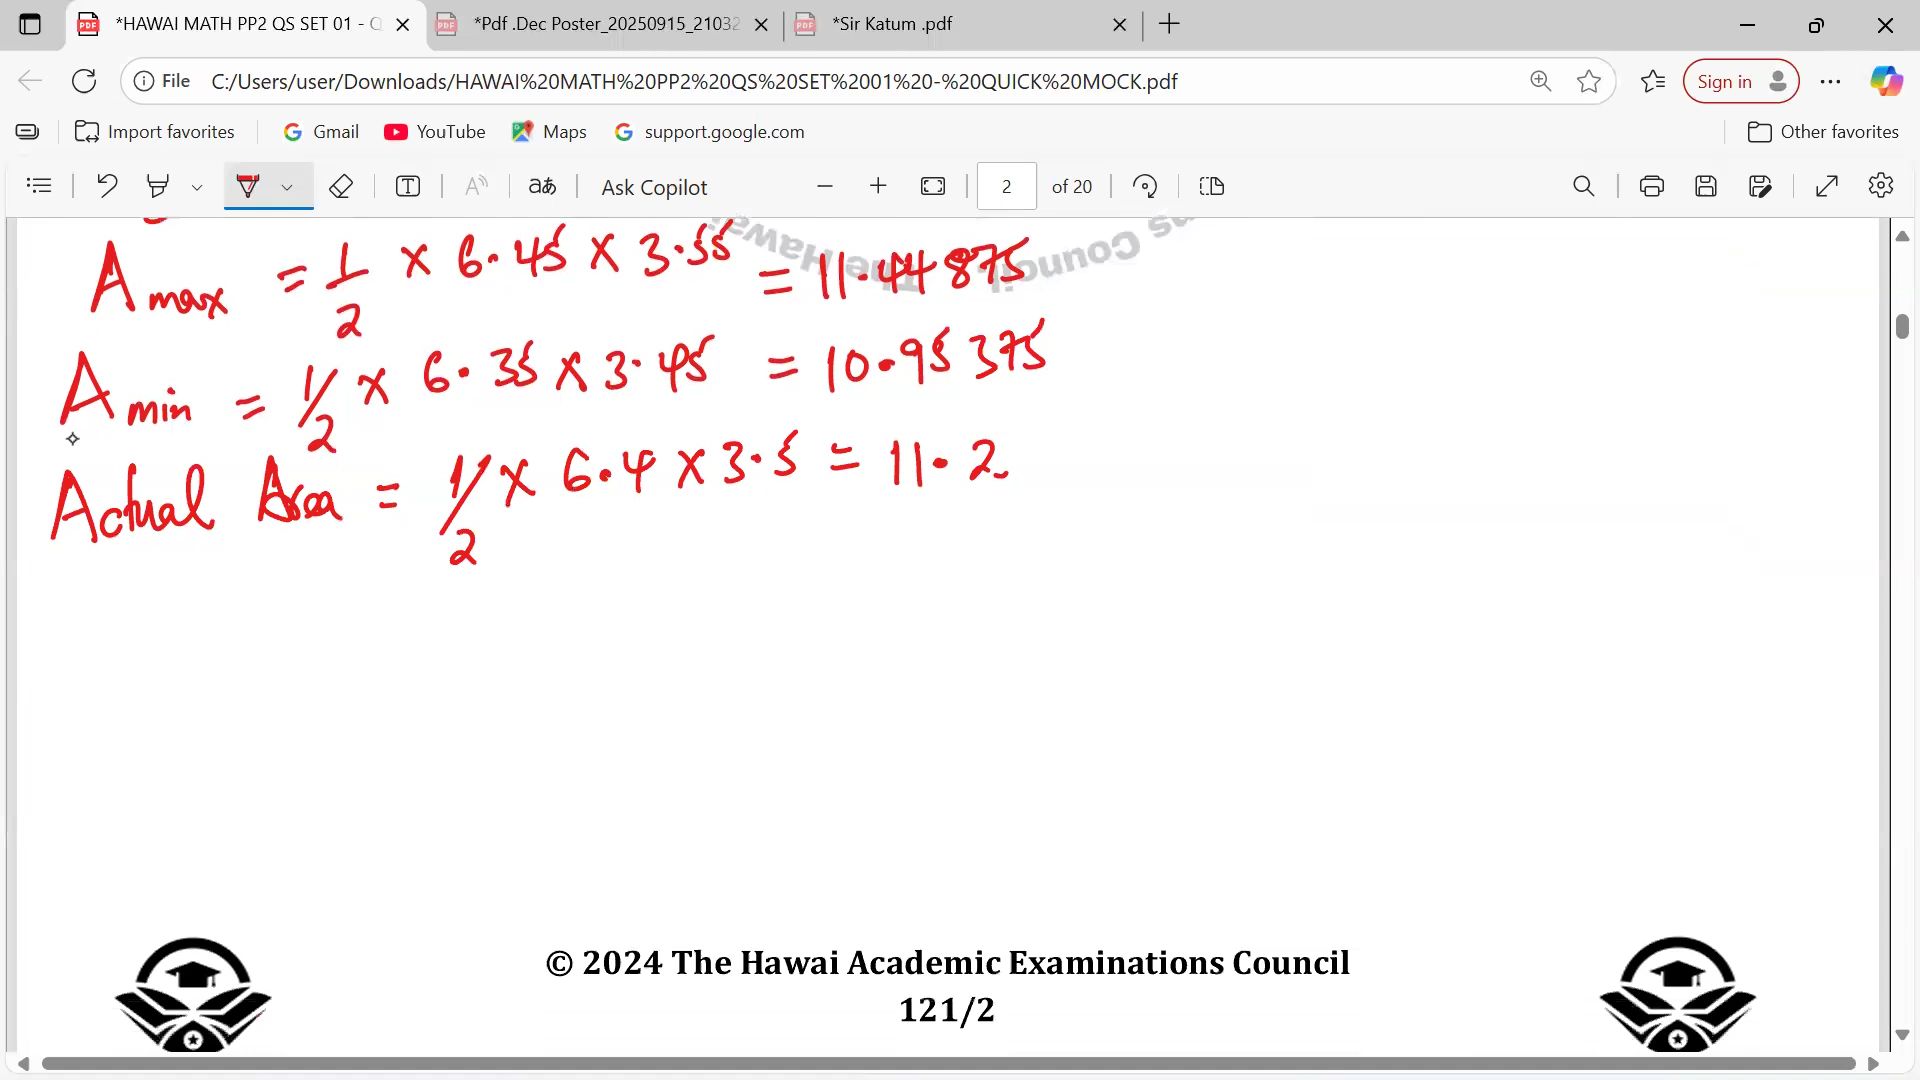 *HAWAI MATH PP2 QS SET 01 - Q
*Pdf .Dec Poster_20250915_21032
*Sir Katum .pdf
File C:/Users/user/Downloads/HAWAI%20MATH%20PP2%20QS%20SET%2001%20-%20QUICK%20MOCK.pdf
Sign in
Import favorites Gmail YouTube Maps support.google.com Other favorites
Ask Copilot 2 of 20
Council. The Hawai
A max = 1/2 × 6.45 × 3.55 = 11.44875
A min = 1/2 × 6.35 × 3.45 = 10.95375
Actual Area = 1/2 × 6.4 × 3.5 = 11.2
© 2024 The Hawai Academic Examinations Council
121/2